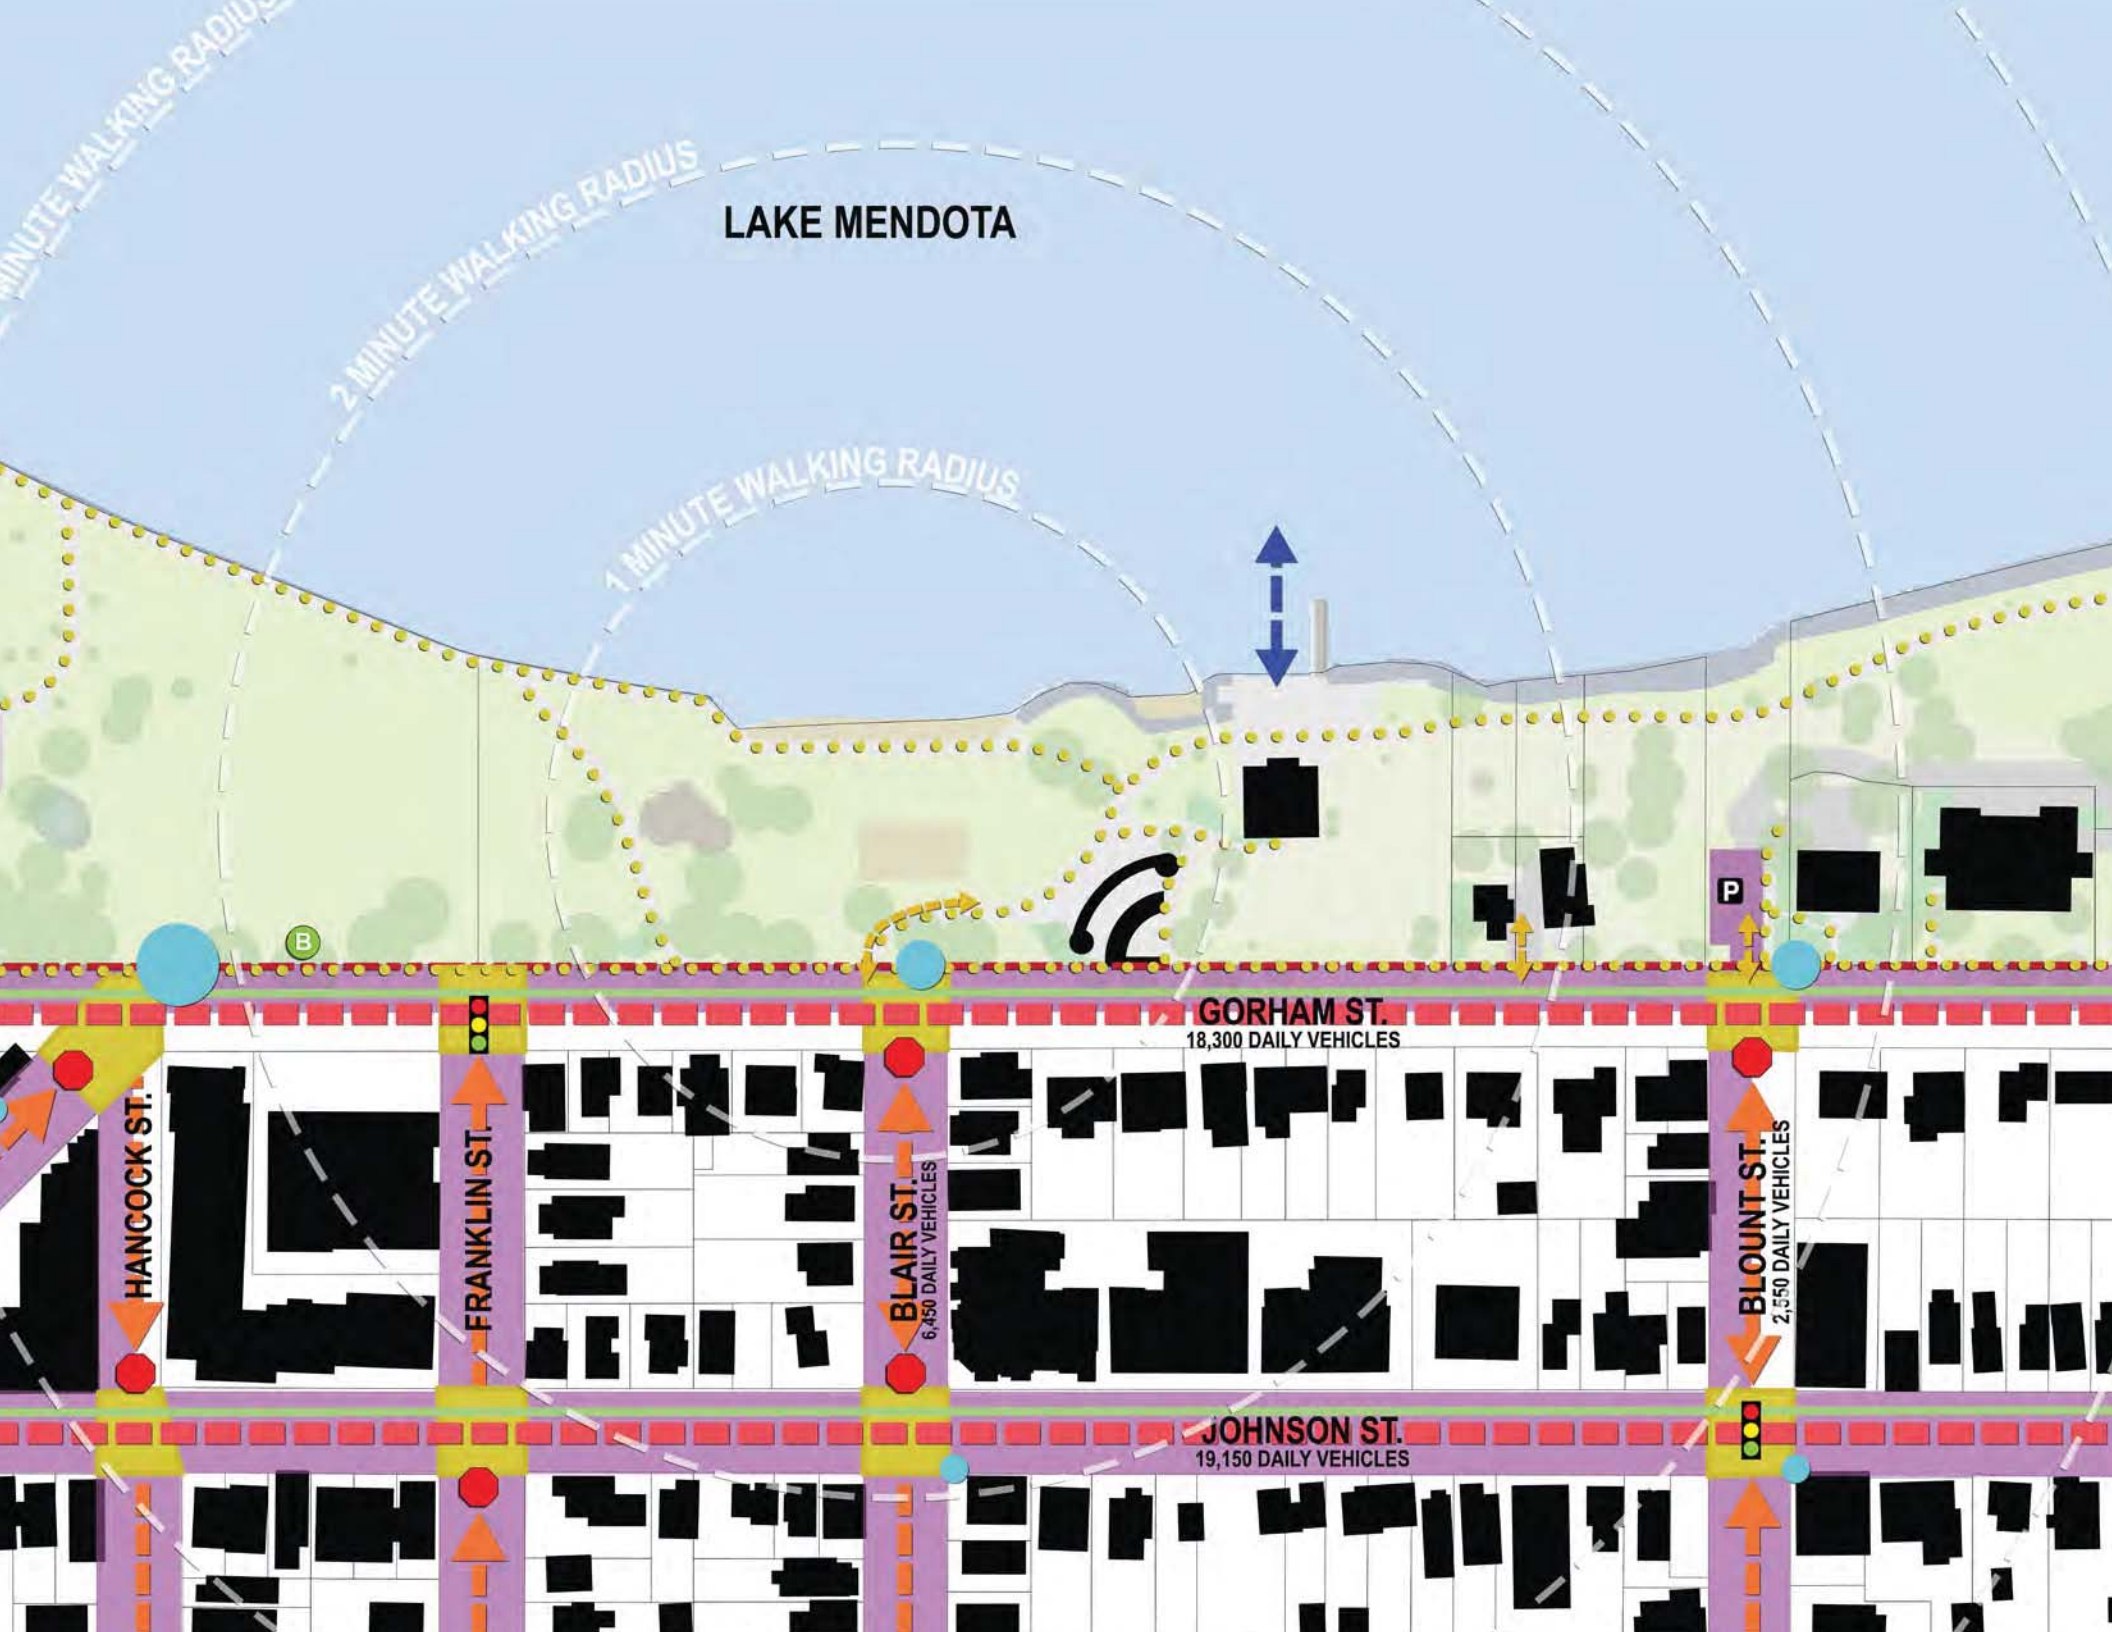 MINUTE WALKING RADIUS
2 MINUTE WALKING RADIUS
LAKE MENDOTA
1 MINUTE WALKING RADIUS
P
B
GORHAM ST.
18,300 DAILY VEHICLES
HANCOCK ST.
FRANKLIN ST.
BLAIR ST.
6,450 DAILY VEHICLES
BLOUNT ST.
2,550 DAILY VEHICLES
JOHNSON ST.
19,150 DAILY VEHICLES